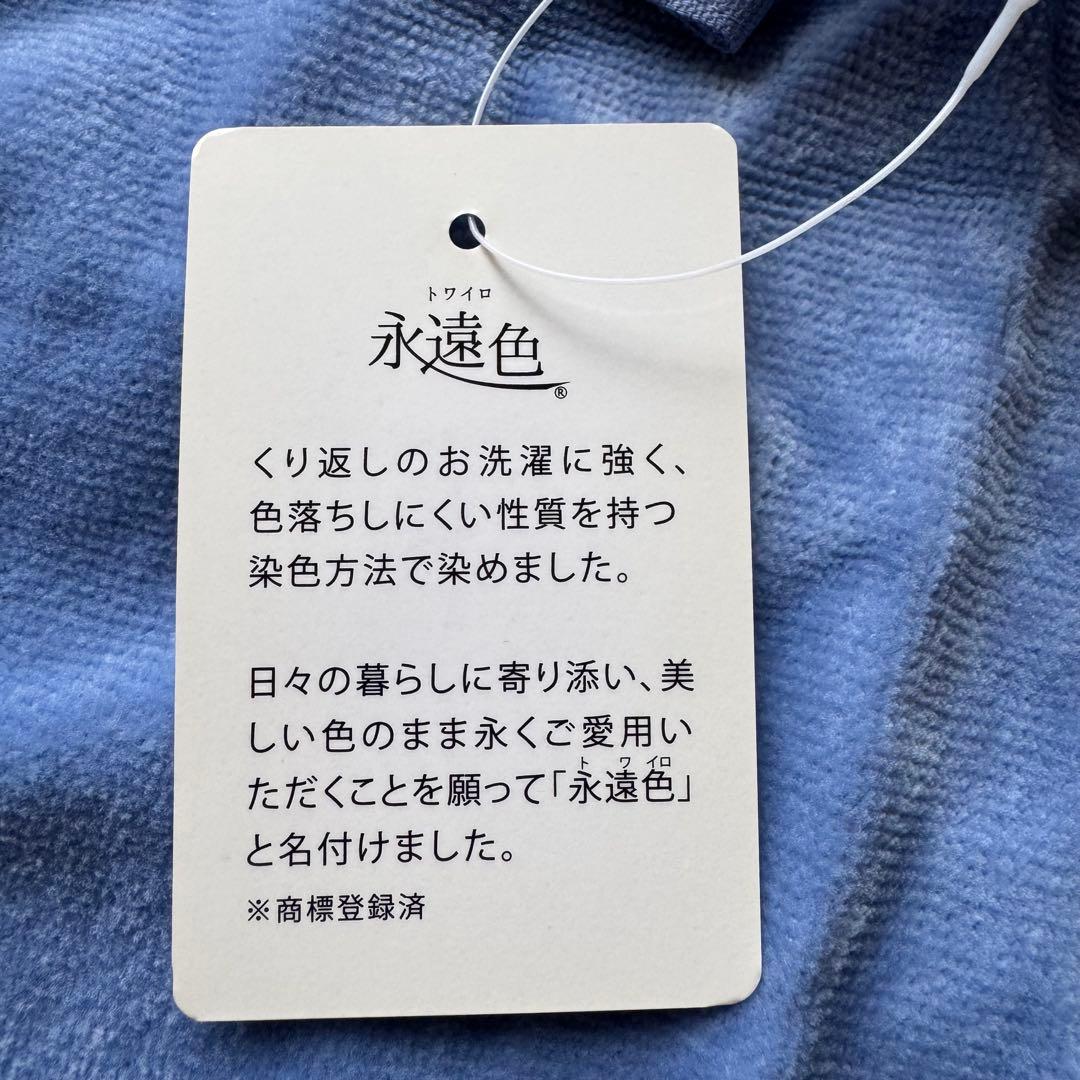 トワイロ
永遠色®
くり返しのお洗濯に強く、
色落ちしにくい性質を持つ
染色方法で染めました。
日々の暮らしに寄り添い、美
しい色のまま永くご愛用い
トワイロ
ただくことを願って「永遠色」
と名付けました。
※商標登録済